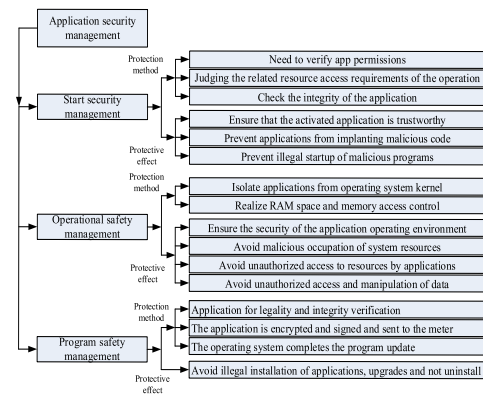 Application security
management
Protection
method
Need to verify app permissions
Judging the related resource access requirements of the operation
Check the integrity of the application
Start security
management
Ensure that the activated application is trustworthy
Prevent applications from implanting malicious code
Prevent illegal startup of malicious programs
Protective
effect
Protection
method
Isolate applications from operating system kernel
Realize RAM space and memory access control
Operational safety
management
Ensure the security of the application operating environment
Avoid malicious occupation of system resources
Avoid unauthorized access to resources by applications
Avoid unauthorized access and manipulation of data
Protective
effect
Protection
method
Application for legality and integrity verification
The application is encrypted and signed and sent to the meter
The operating system completes the program update
Program safety
management
Avoid illegal installation of applications, upgrades and not uninstall
Protective
effect